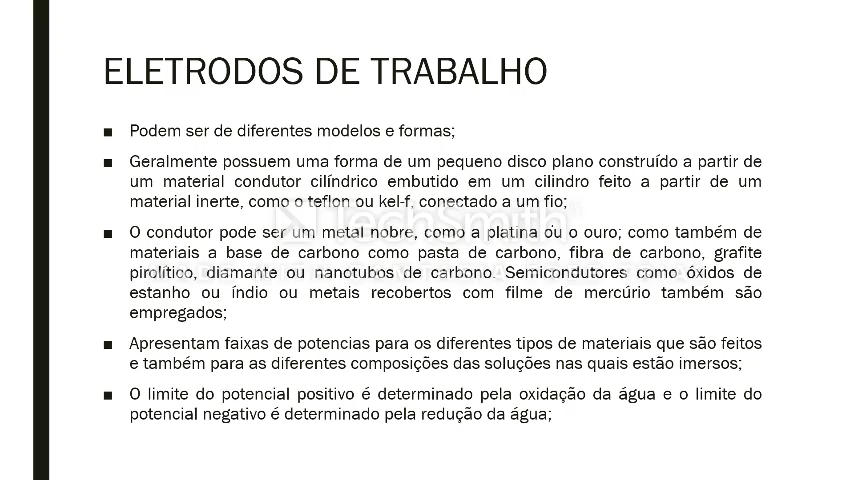 ELETRODOS DE TRABALHO
■ Podem ser de diferentes modelos e formas;
■ Geralmente possuem uma forma de um pequeno disco plano construído a partir de
um material condutor cilíndrico embutido em um cilindro feito a partir de um
material inerte, como o teflon ou kel-f, conectado a um fio;
■ O condutor pode ser um metal nobre, como a platina ou o ouro; como também de
materiais a base de carbono como pasta de carbono, fibra de carbono, grafite
pirolítico, diamante ou nanotubos de carbono. Semicondutores como óxidos de
estanho ou índio ou metais recobertos com filme de mercúrio também são
empregados;
■ Apresentam faixas de potencias para os diferentes tipos de materiais que são feitos
e também para as diferentes composições das soluções nas quais estão imersos;
■ O limite do potencial positivo é determinado pela oxidação da água e o limite do
potencial negativo é determinado pela redução da água;
TechSmith